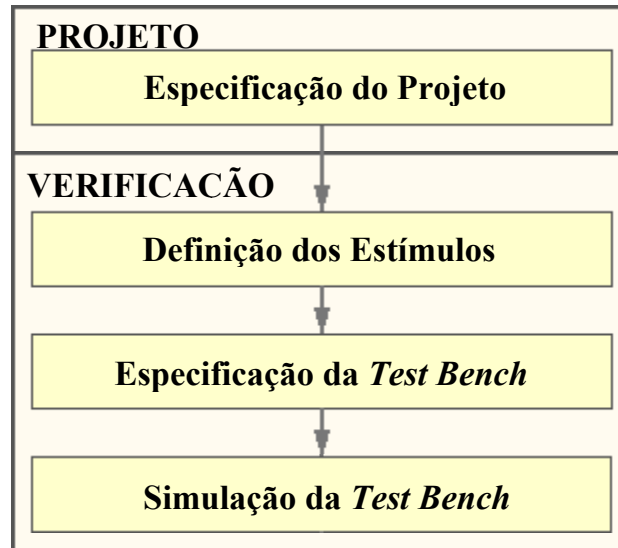 PROJETO
Especificação do Projeto
VERIFICACÃO
Definição dos Estímulos
Especificação da Test Bench
Simulação da Test Bench